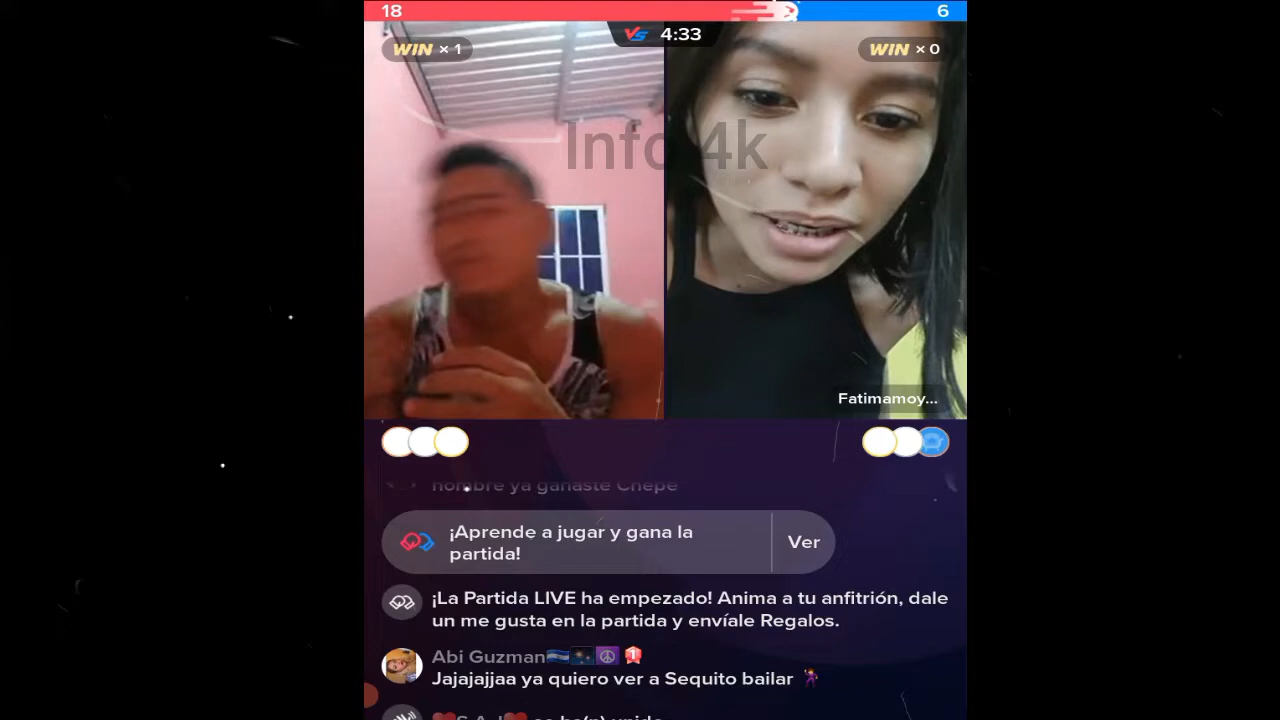 18
6
VS 4:33
WIN × 1
WIN × 0
Info 4k
Fatimamoy...
hombre ya ganaste Chepe
¡Aprende a jugar y gana la
partida!
Ver
¡La Partida LIVE ha empezado! Anima a tu anfitrión, dale
un me gusta en la partida y envíale Regalos.
Abi Guzman
1
Jajajajjaa ya quiero ver a Sequito bailar